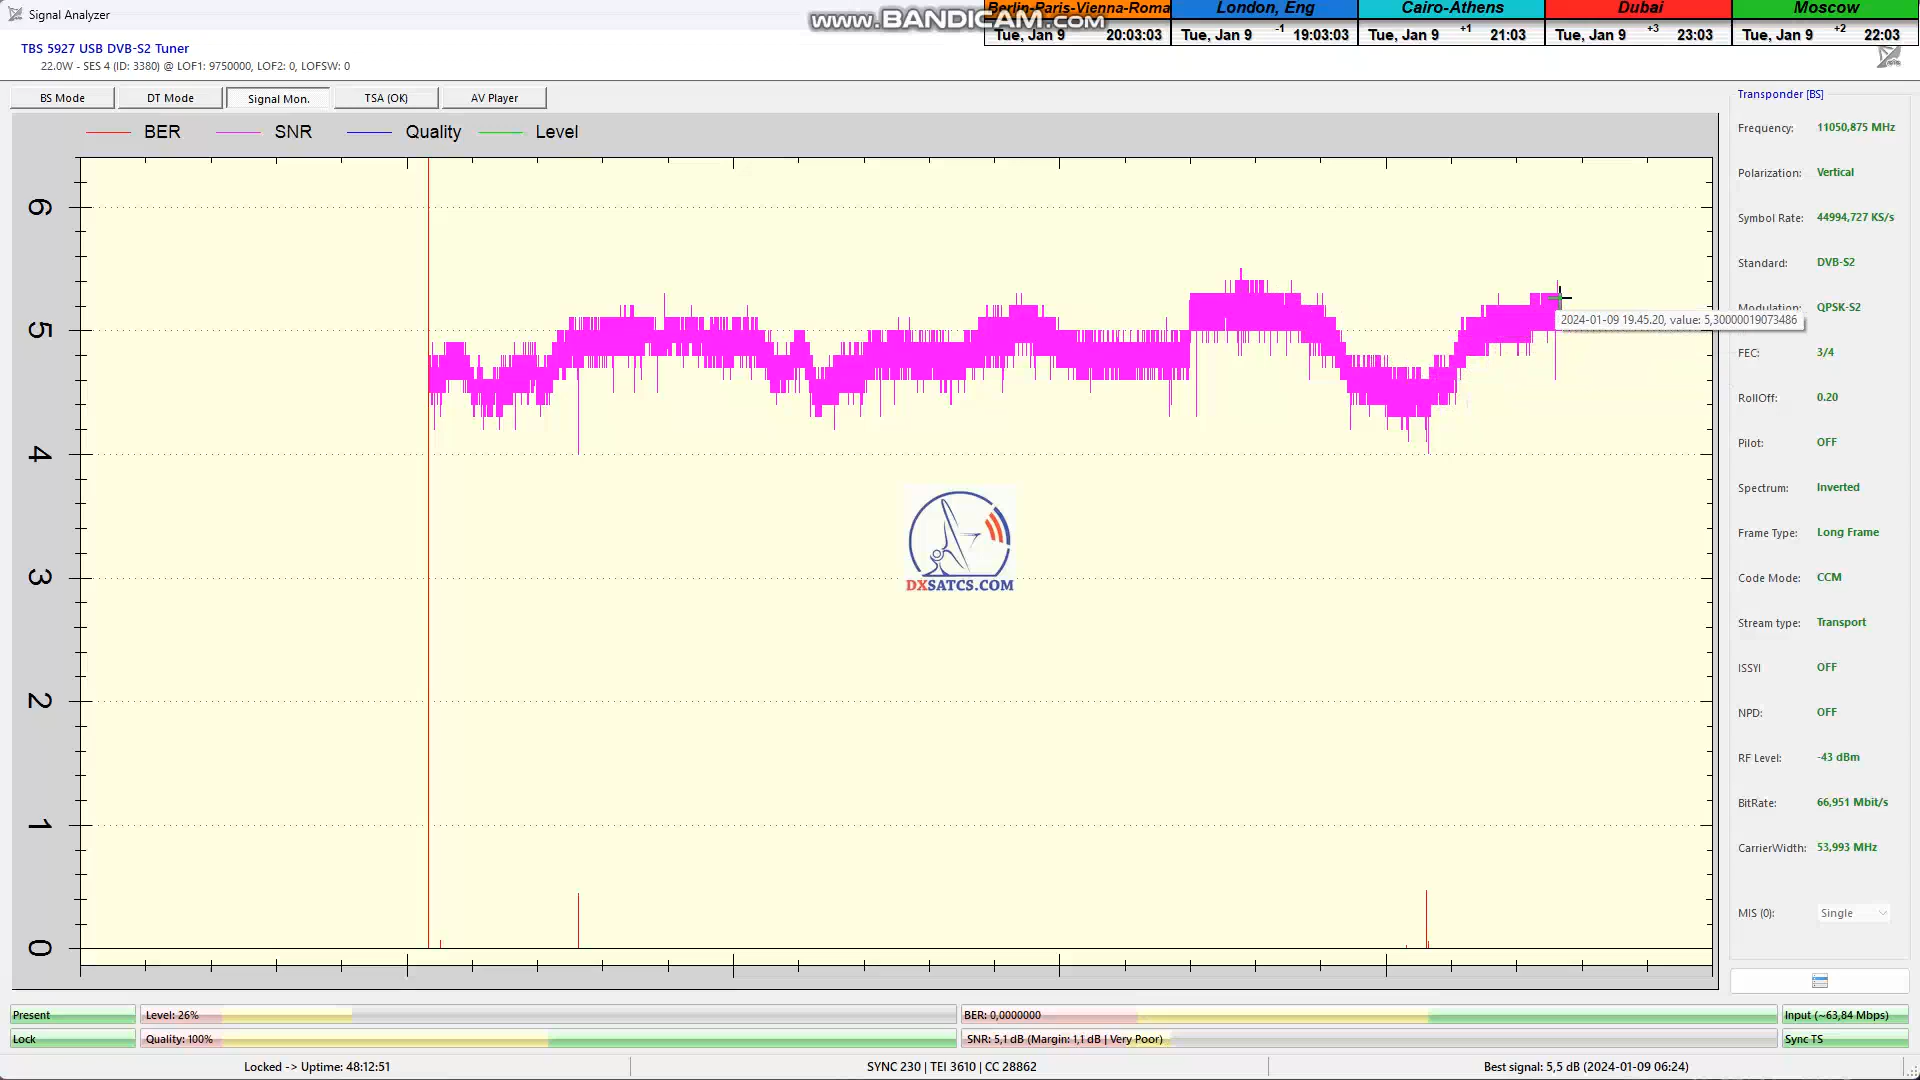 Signal Analyzer
www.BANDICAM.COM
Berlin-Paris-Vienna-Roma
London, Eng
Cairo-Athens
Dubai
Moscow
Tue, Jan 9 20:03:03
Tue, Jan 9 -1 19:03:03
Tue, Jan 9 +1 21:03
Tue, Jan 9 +3 23:03
Tue, Jan 9 +2 22:03
TBS 5927 USB DVB-S2 Tuner
22.0W - SES 4 (ID: 3380) @ LOF1: 9750000, LOF2: 0, LOFSW: 0
BS Mode
DT Mode
Signal Mon.
TSA (OK)
AV Player
BER
SNR
Quality
Level
6
5
4
3
2
1
0
2024-01-09 19.45.20, value: 5,30000019073486
DXSATCS.COM
Transponder [BS]
Frequency: 11050,875 MHz
Polarization: Vertical
Symbol Rate: 44994,727 KS/s
Standard: DVB-S2
Modulation: QPSK-S2
FEC: 3/4
RollOff: 0.20
Pilot: OFF
Spectrum: Inverted
Frame Type: Long Frame
Code Mode: CCM
Stream type: Transport
ISSYI OFF
NPD: OFF
RF Level: -43 dBm
BitRate: 66,951 Mbit/s
CarrierWidth: 53,993 MHz
MIS (0): Single
Present
Level: 26%
BER: 0,0000000
Input (~63,84 Mbps)
Lock
Quality: 100%
SNR: 5,1 dB (Margin: 1,1 dB | Very Poor)
Sync TS
Locked -> Uptime: 48:12:51
SYNC 230 | TEI 3610 | CC 28862
Best signal: 5,5 dB (2024-01-09 06:24)